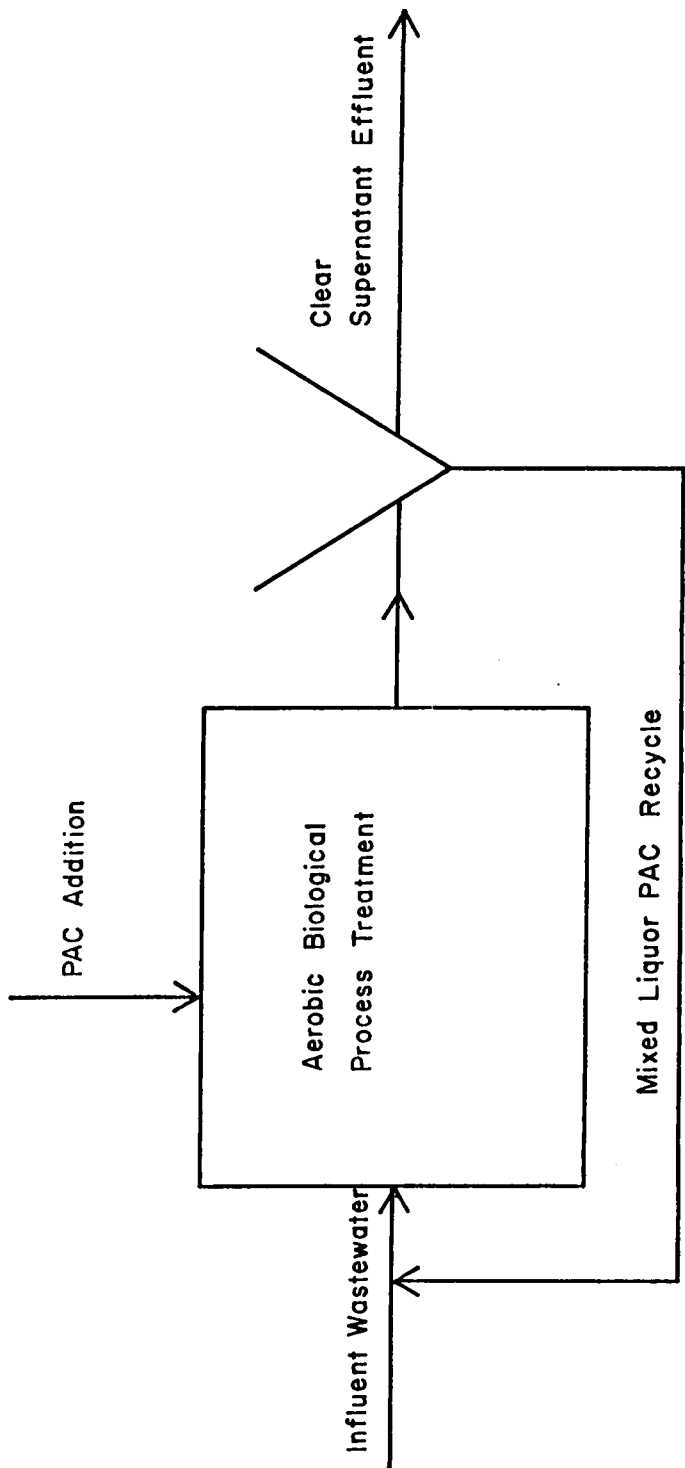 PAC Addition
Influent Wastewater
Aerobic Biological
Process Treatment
Clear
Supernatant Effluent
Mixed Liquor PAC Recycle